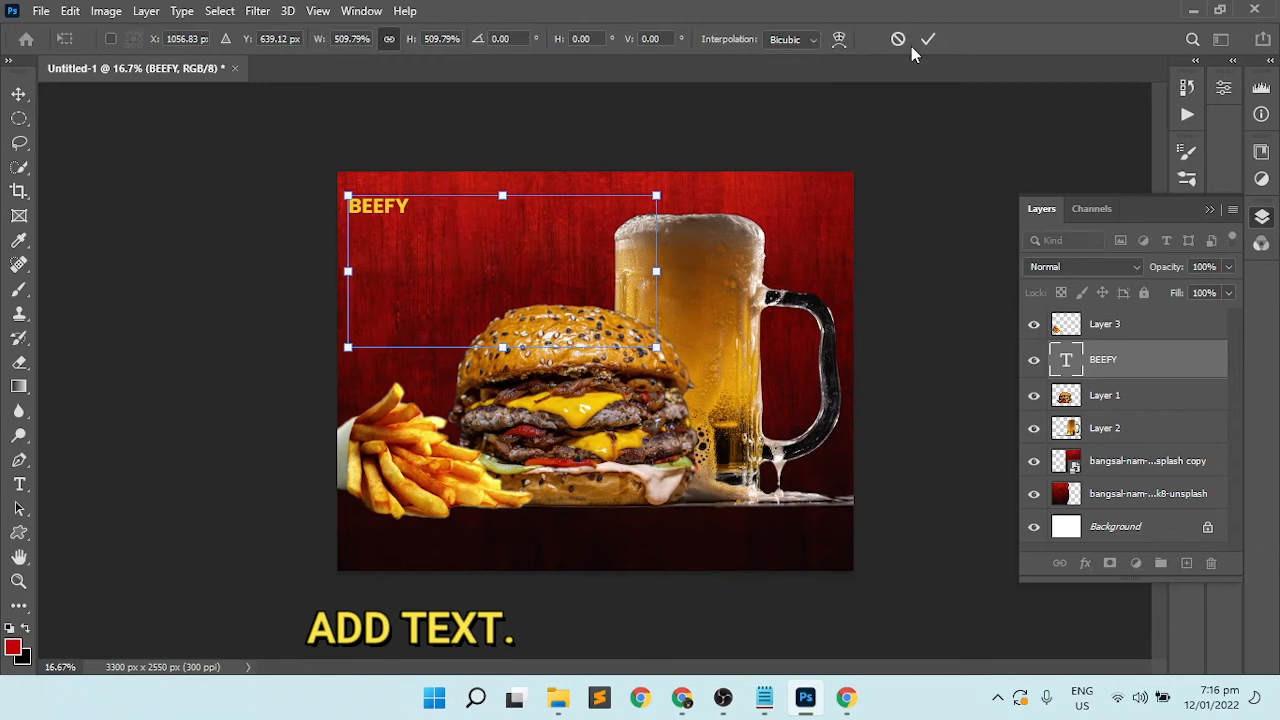 Ps File Edit Image Layer Type Select Filter 3D View Window Help
X: 1056.83 px Y: 639.12 px W: 509.79% H: 509.79% 0.00 ° H: 0.00 ° V: 0.00 ° Interpolation: Bicubic
Untitled-1 @ 16.7% (BEEFY, RGB/8) * ×
BEEFY
Layers Channels
Kind
Normal Opacity: 100%
Lock: Fill: 100%
Layer 3
T BEEFY
Layer 1
Layer 2
bangsal-nam-...splash copy
bangsal-nam-...k8-unsplash
Background
fx
ADD TEXT.
16.67% 3300 px x 2550 px (300 ppi)
Ps
ENG
US
7:16 pm
12/01/2022